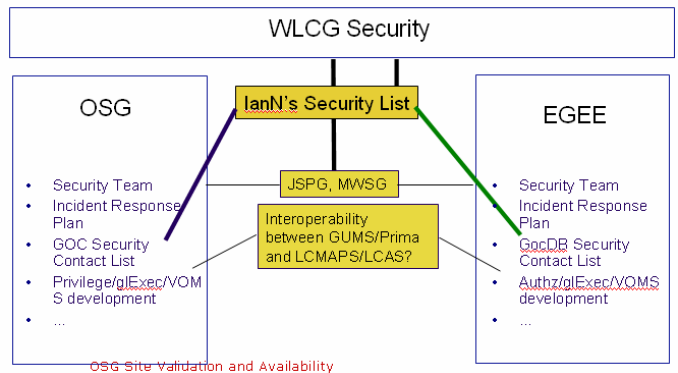 WLCG Security
IanN's Security List
OSG
EGEE
• Security Team
• Incident Response
Plan
• GOC Security
Contact List
• Privilege/glExec/VOM
S development
• ...
JSPG, MWSG
Interoperability
between GUMS/Prima
and LCMAPS/LCAS?
• Security Team
• Incident Response
Plan
• GocDB Security
Contact List
• Authz/glExec/VOMS
development
• ...
OSG Site Validation and Availability